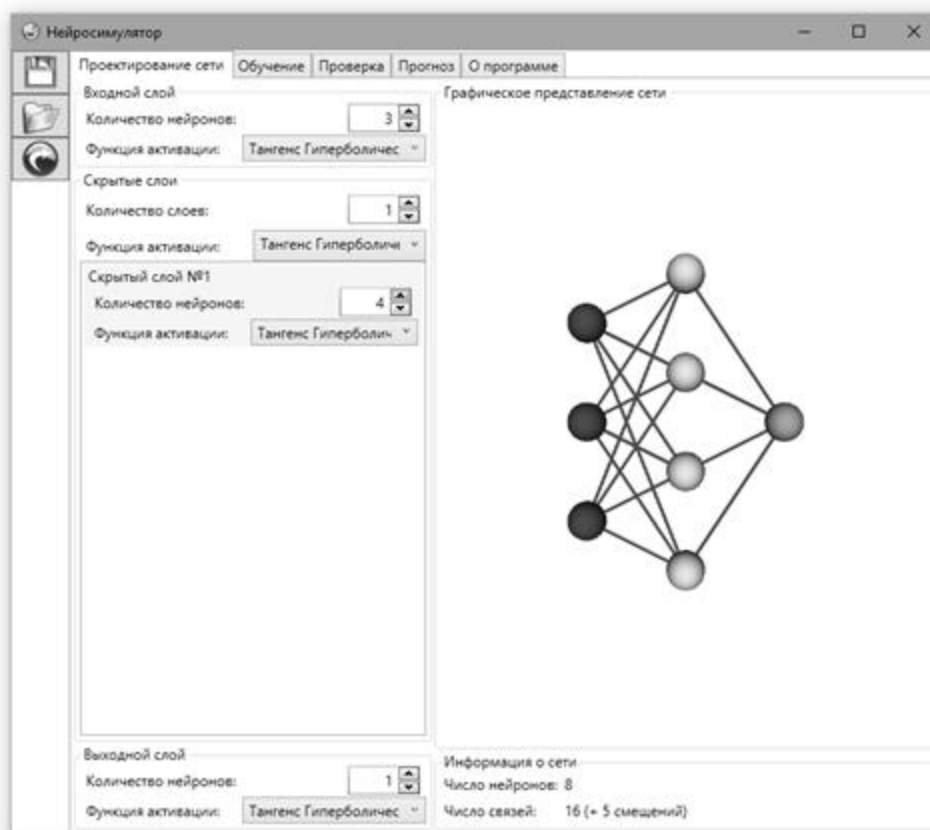 Нейросимулятор
Проектирование сети Обучение Проверка Прогноз О программе
Входной слой
Количество нейронов: 3
Функция активации: Тангенс Гиперболичес
Скрытые слои
Количество слоев: 1
Функция активации: Тангенс Гиперболиче
Скрытый слой №1
Количество нейронов: 4
Функция активации: Тангенс Гиперболич
Выходной слой
Количество нейронов: 1
Функция активации: Тангенс Гиперболичес
Графическое представление сети
Информация о сети
Число нейронов: 8
Число связей: 16 (+ 5 смещений)